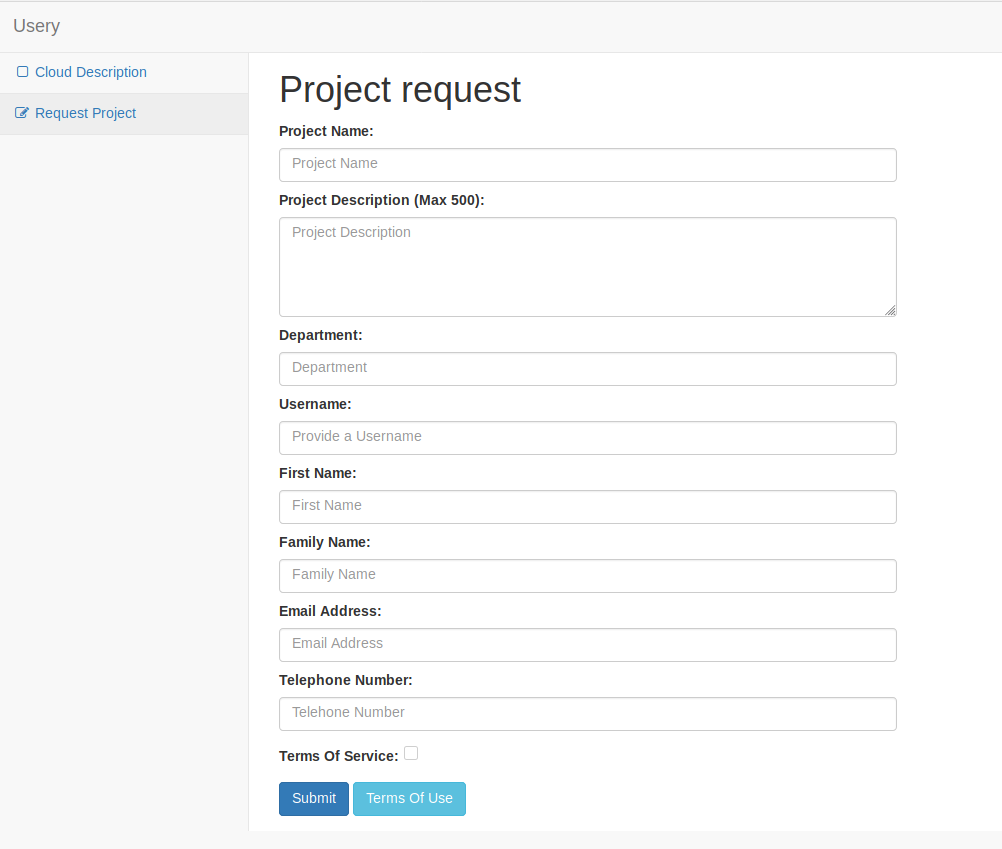 Usery
Cloud Description
Request Project
Project request
Project Name:
Project Name
Project Description (Max 500):
Project Description
Department:
Department
Username:
Provide a Username
First Name:
First Name
Family Name:
Family Name
Email Address:
Email Address
Telephone Number:
Telehone Number
Terms Of Service:
Submit Terms Of Use